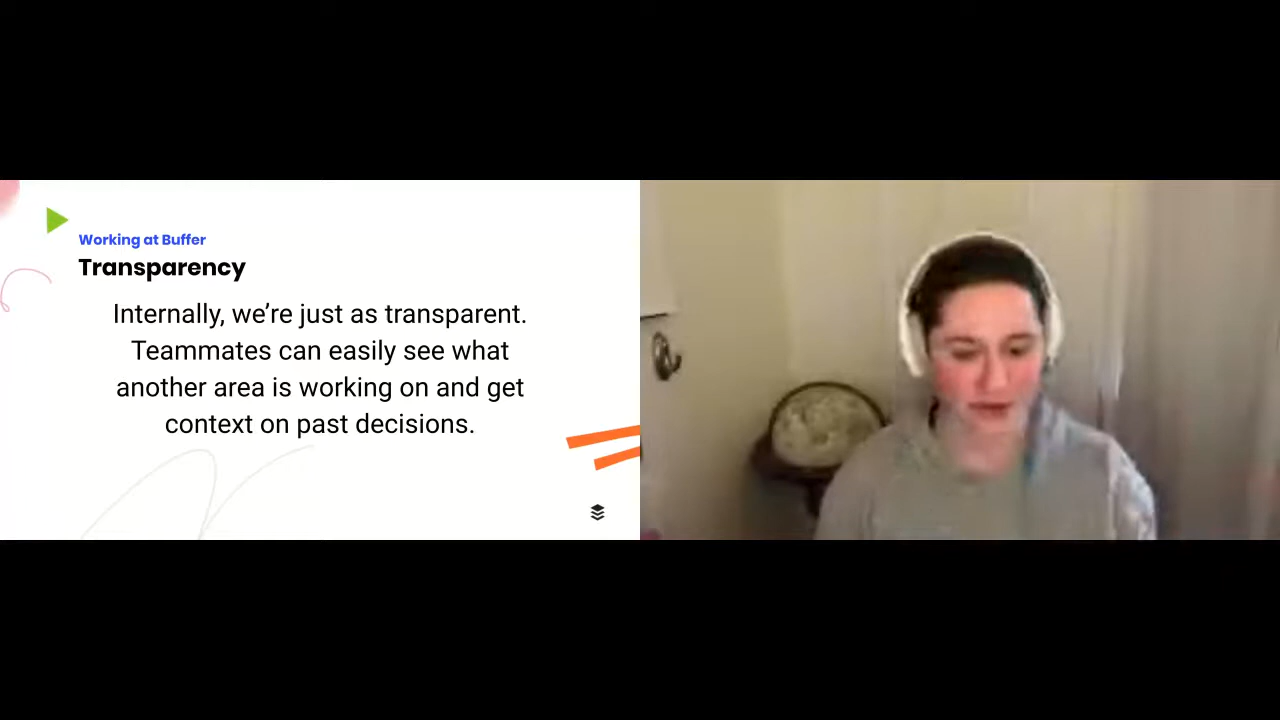 Working at Buffer
Transparency
Internally, we’re just as transparent.
Teammates can easily see what
another area is working on and get
context on past decisions.